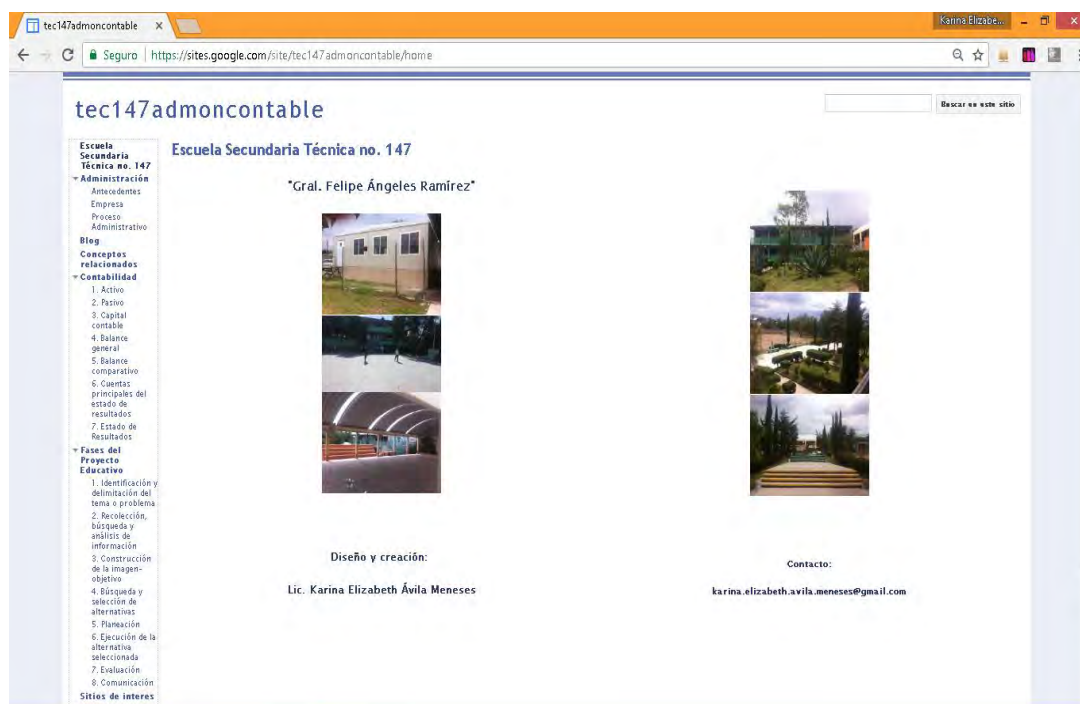 tec147admoncontable
Karina Elizabe...
Seguro | https://sites.google.com/site/tec147admoncontable/home
tec147admoncontable
Buscar en este sitio
Escuela
Secundaria
Técnica no. 147
Administración
Antecedentes
Empresa
Proceso
Administrativo
Blog
Conceptos
relacionados
Contabilidad
1. Activo
2. Pasivo
3. Capital
contable
4. Balance
general
5. Balance
comparativo
6. Cuentas
principales del
estado de
resultados
7. Estado de
Resultados
Fases del
Proyecto
Educativo
1. Identificación y
delimitación del
tema o problema
2. Recolección,
búsqueda y
análisis de
información
3. Construcción
de la imagen-
objetivo
4. Búsqueda y
selección de
alternativas
5. Planeación
6. Ejecución de la
alternativa
seleccionada
7. Evaluación
8. Comunicación
Sitios de interes
Escuela Secundaria Técnica no. 147
"Gral. Felipe Ángeles Ramírez"
Diseño y creación:
Lic. Karina Elizabeth Ávila Meneses
Contacto:
karina.elizabeth.avila.meneses@gmail.com